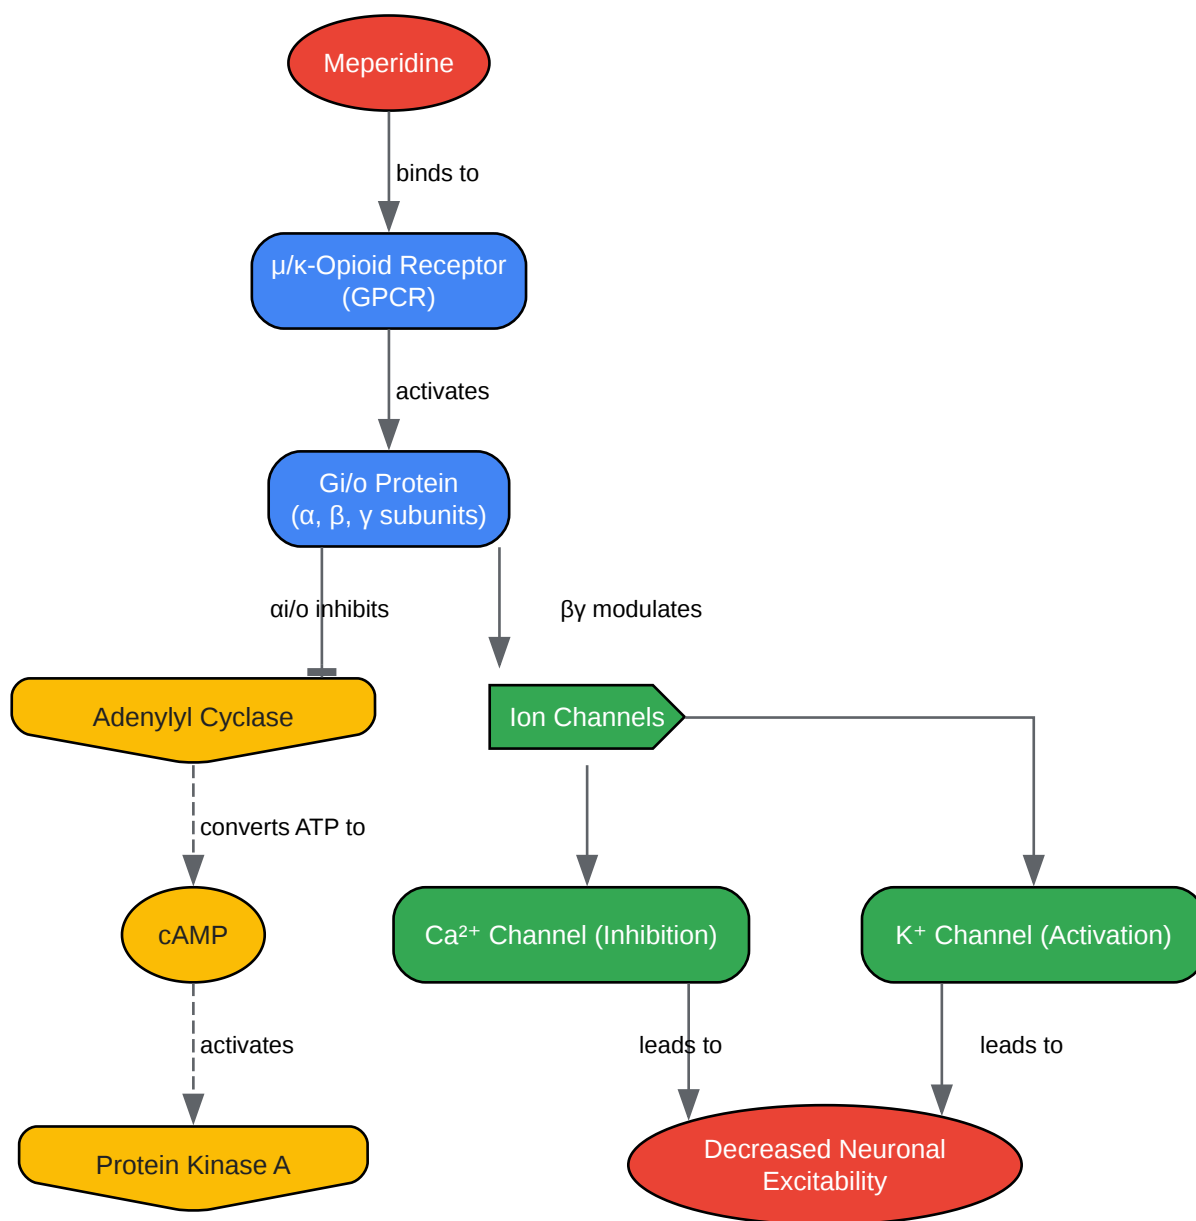 Meperidine
binds to
μ/κ-Opioid Receptor
(GPCR)
activates
Gi/o Protein
(α, β, γ subunits)
αi/o inhibits
βγ modulates
Adenylyl Cyclase
Ion Channels
converts ATP to
cAMP
Ca²⁺ Channel (Inhibition)
K⁺ Channel (Activation)
activates
leads to
leads to
Protein Kinase A
Decreased Neuronal
Excitability